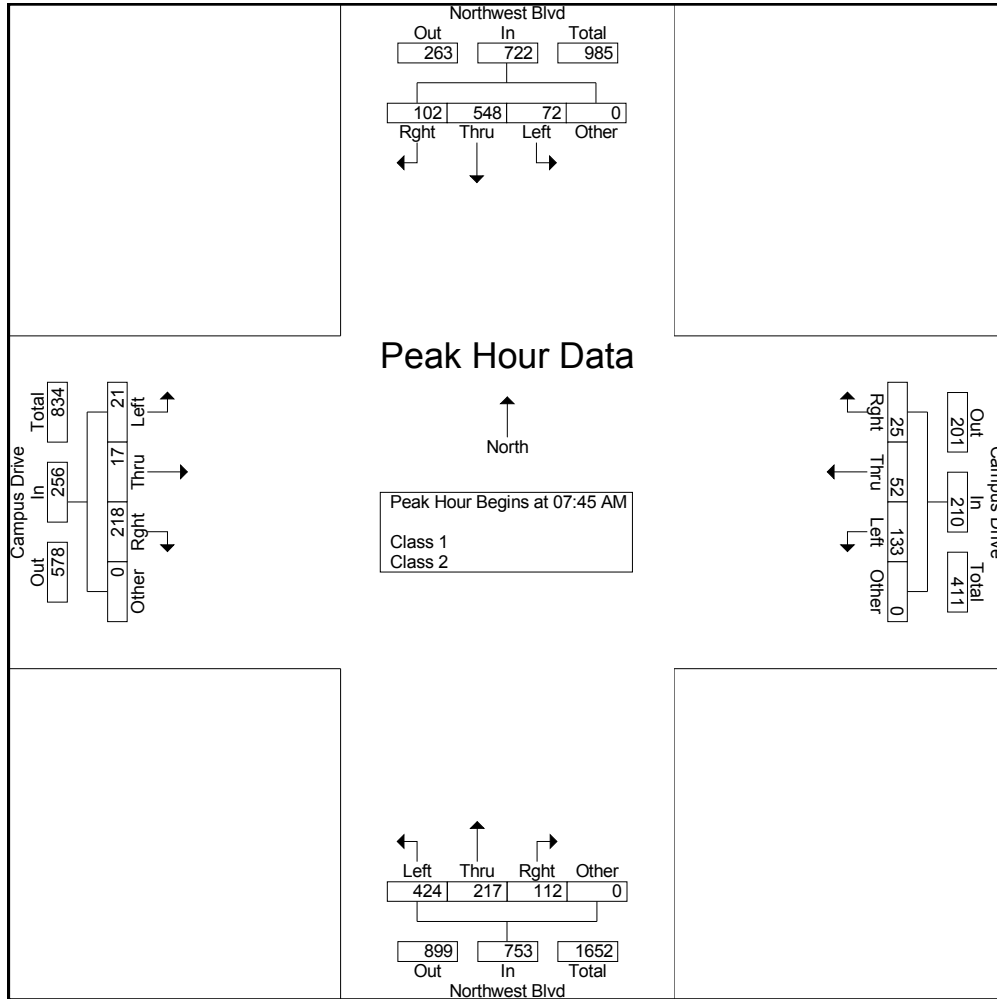 Northwest Blvd
Out In Total
263 722 985
102 548 72 0
Rght Thru Left Other
Peak Hour Data
North
Peak Hour Begins at 07:45 AM
Class 1
Class 2
Campus Drive
Out In Total
578 256 834
21 17 218 0
Left Thru Rght Other
Campus Drive
Out In Total
201 210 411
25 52 133 0
Rght Thru Left Other
Left Thru Rght Other
424 217 112 0
899 753 1652
Out In Total
Northwest Blvd